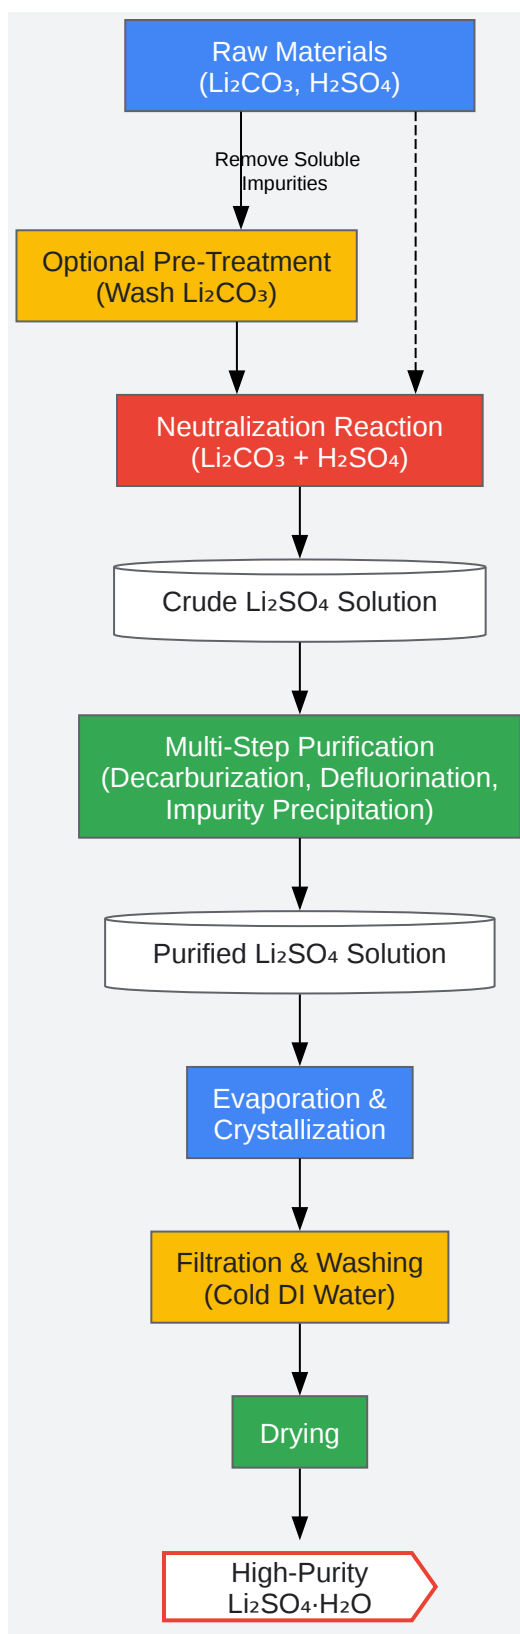 Raw Materials
(Li₂CO₃, H₂SO₄)
Remove Soluble
Impurities
Optional Pre-Treatment
(Wash Li₂CO₃)
Neutralization Reaction
(Li₂CO₃ + H₂SO₄)
Crude Li₂SO₄ Solution
Multi-Step Purification
(Decarburization, Defluorination,
Impurity Precipitation)
Purified Li₂SO₄ Solution
Evaporation &
Crystallization
Filtration & Washing
(Cold DI Water)
Drying
High-Purity
Li₂SO₄·H₂O